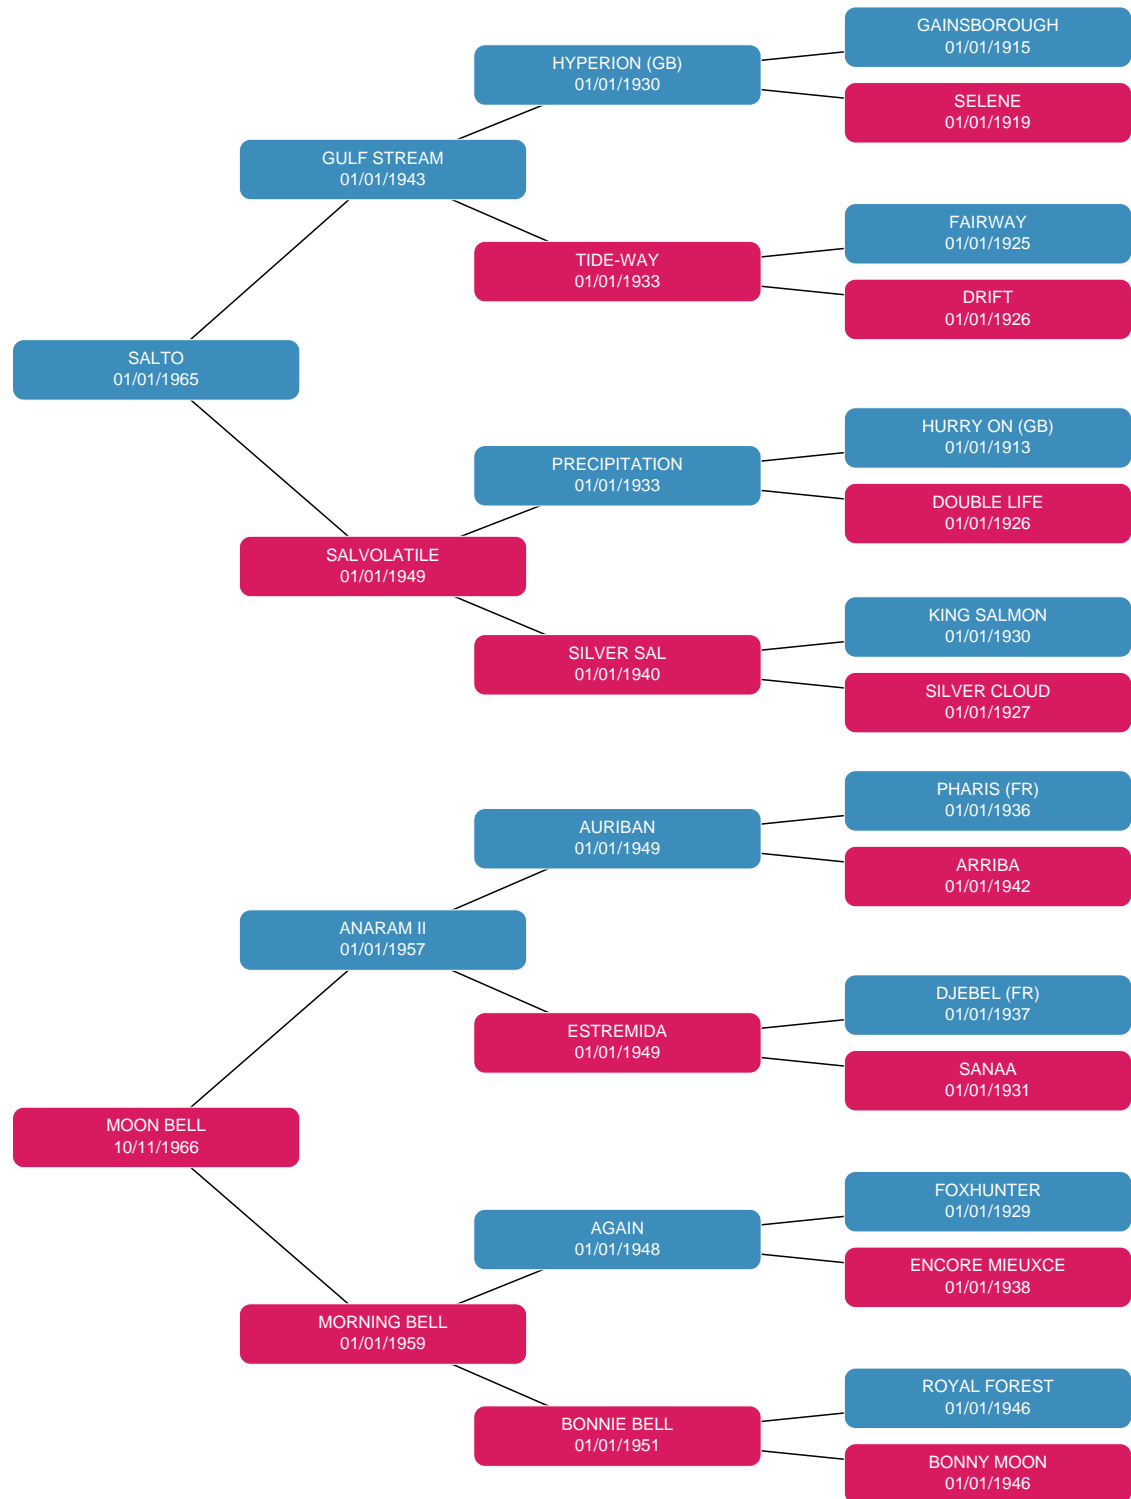 GAINSBOROUGH
01/01/1915
HYPERION (GB)
01/01/1930
SELENE
01/01/1919
GULF STREAM
01/01/1943
FAIRWAY
01/01/1925
TIDE-WAY
01/01/1933
DRIFT
01/01/1926
SALTO
01/01/1965
HURRY ON (GB)
01/01/1913
PRECIPITATION
01/01/1933
DOUBLE LIFE
01/01/1926
SALVOLATILE
01/01/1949
KING SALMON
01/01/1930
SILVER SAL
01/01/1940
SILVER CLOUD
01/01/1927
PHARIS (FR)
01/01/1936
AURIBAN
01/01/1949
ARRIBA
01/01/1942
ANARAM II
01/01/1957
DJEBEL (FR)
01/01/1937
ESTREMIDA
01/01/1949
SANAA
01/01/1931
MOON BELL
10/11/1966
FOXHUNTER
01/01/1929
AGAIN
01/01/1948
ENCORE MIEUXCE
01/01/1938
MORNING BELL
01/01/1959
ROYAL FOREST
01/01/1946
BONNIE BELL
01/01/1951
BONNY MOON
01/01/1946